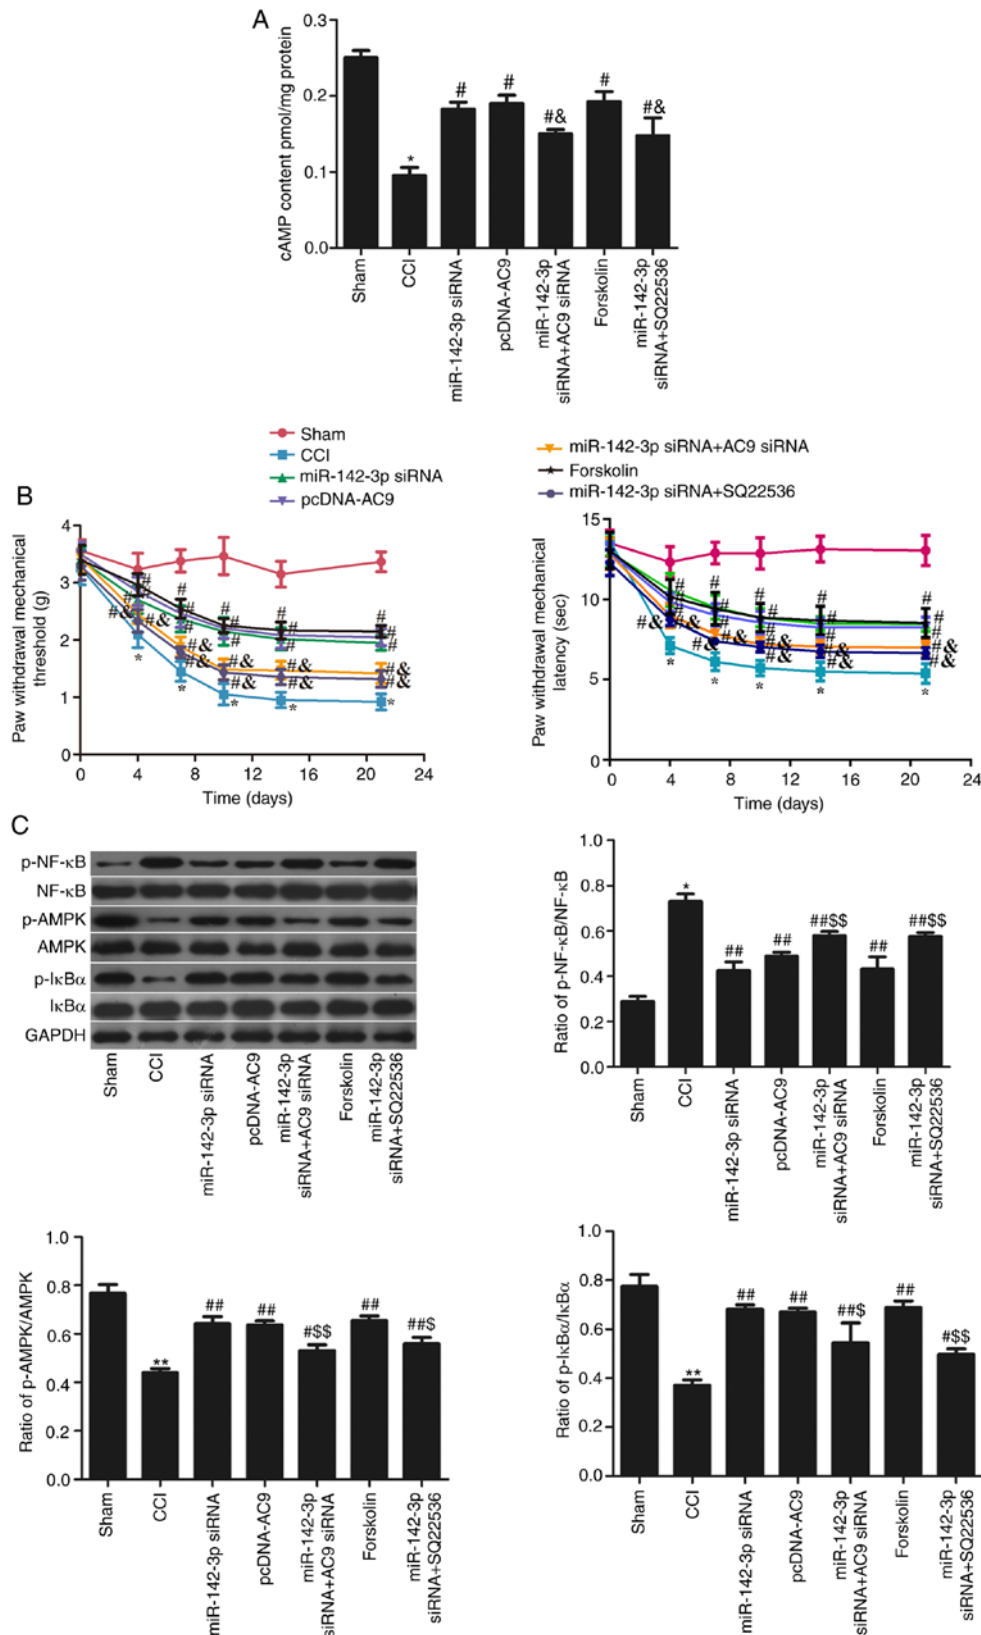 A
cAMP content pmol/mg protein
0.3
0.2
0.1
0.0
*
#
#
#&
#
#&
Sham
CCI
miR-142-3p siRNA
pcDNA-AC9
miR-142-3p
siRNA+AC9 siRNA
Forskolin
miR-142-3p
siRNA+SQ22536
Sham
CCI
miR-142-3p siRNA
pcDNA-AC9
miR-142-3p siRNA+AC9 siRNA
Forskolin
miR-142-3p siRNA+SQ22536
B
Paw withdrawal mechanical
threshold (g)
4
3
2
1
0
0 4 8 12 16 20 24
Time (days)
Paw withdrawal mechanical
latency (sec)
15
10
5
0
0 4 8 12 16 20 24
Time (days)
C
p-NF-κB
NF-κB
p-AMPK
AMPK
p-IκBα
IκBα
GAPDH
Sham
CCI
miR-142-3p siRNA
pcDNA-AC9
miR-142-3p
siRNA+AC9 siRNA
Forskolin
miR-142-3p
siRNA+SQ22536
Ratio of p-NF-κB/NF-κB
1.0
0.8
0.6
0.4
0.2
0.0
*
##
##
##$$
##
##$$
Sham
CCI
miR-142-3p siRNA
pcDNA-AC9
miR-142-3p
siRNA+AC9 siRNA
Forskolin
miR-142-3p
siRNA+SQ22536
Ratio of p-AMPK/AMPK
1.0
0.8
0.6
0.4
0.2
0.0
**
##
##
#$$
##
##$
Sham
CCI
miR-142-3p siRNA
pcDNA-AC9
miR-142-3p
siRNA+AC9 siRNA
Forskolin
miR-142-3p
siRNA+SQ22536
Ratio of p-IκBα/IκBα
1.0
0.8
0.6
0.4
0.2
0.0
**
##
##
##$
##
#$$
Sham
CCI
miR-142-3p siRNA
pcDNA-AC9
miR-142-3p
siRNA+AC9 siRNA
Forskolin
miR-142-3p
siRNA+SQ22536